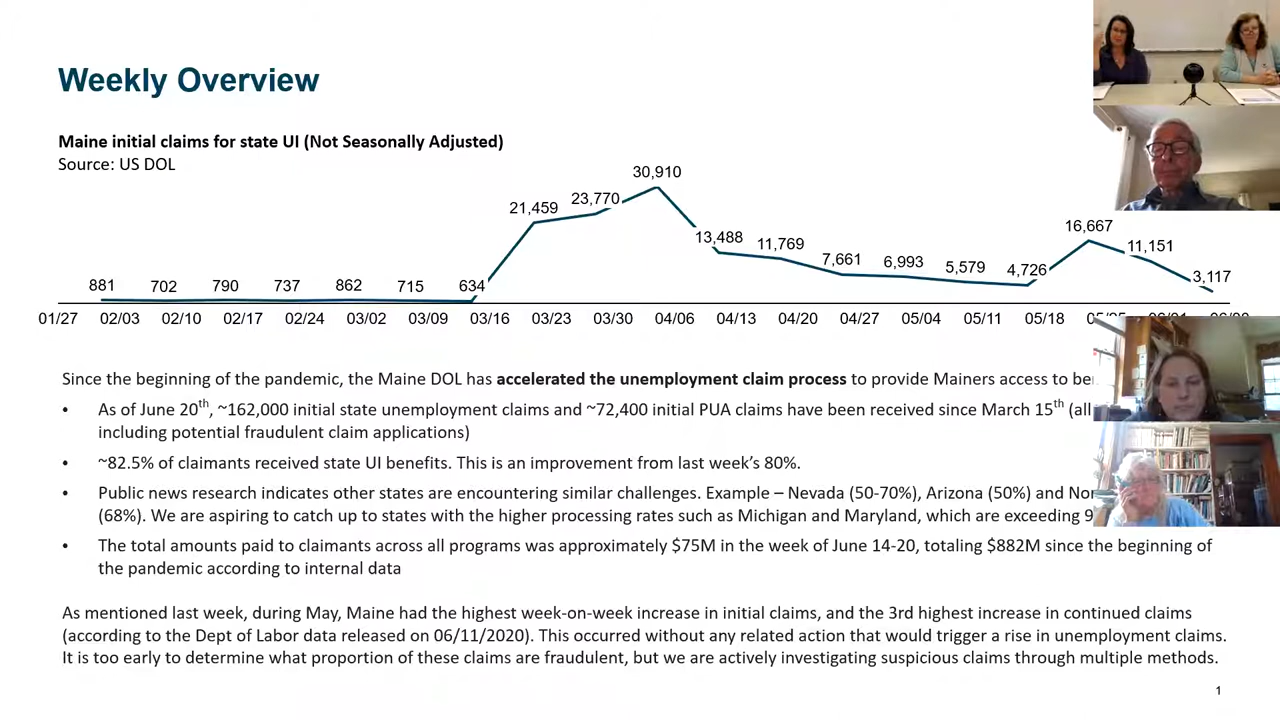 Weekly Overview
Maine initial claims for state UI (Not Seasonally Adjusted)
Source: US DOL
30,910
21,459 23,770
16,667
13,488 11,769 11,151
7,661 6,993 5,579 4,726 3,117
881 702 790 737 862 715 634
01/27 02/03 02/10 02/17 02/24 03/02 03/09 03/16 03/23 03/30 04/06 04/13 04/20 04/27 05/04 05/11 05/18
Since the beginning of the pandemic, the Maine DOL has accelerated the unemployment claim process to provide Mainers access to
• As of June 20th, ~162,000 initial state unemployment claims and ~72,400 initial PUA claims have been received since March 15th (all
including potential fraudulent claim applications)
• ~82.5% of claimants received state UI benefits. This is an improvement from last week's 80%.
• Public news research indicates other states are encountering similar challenges. Example – Nevada (50-70%), Arizona (50%) and
(68%). We are aspiring to catch up to states with the higher processing rates such as Michigan and Maryland, which are exceeding
• The total amounts paid to claimants across all programs was approximately $75M in the week of June 14-20, totaling $882M since the beginning of
the pandemic according to internal data
As mentioned last week, during May, Maine had the highest week-on-week increase in initial claims, and the 3rd highest increase in continued claims
(according to the Dept of Labor data released on 06/11/2020). This occurred without any related action that would trigger a rise in unemployment claims.
It is too early to determine what proportion of these claims are fraudulent, but we are actively investigating suspicious claims through multiple methods.
1